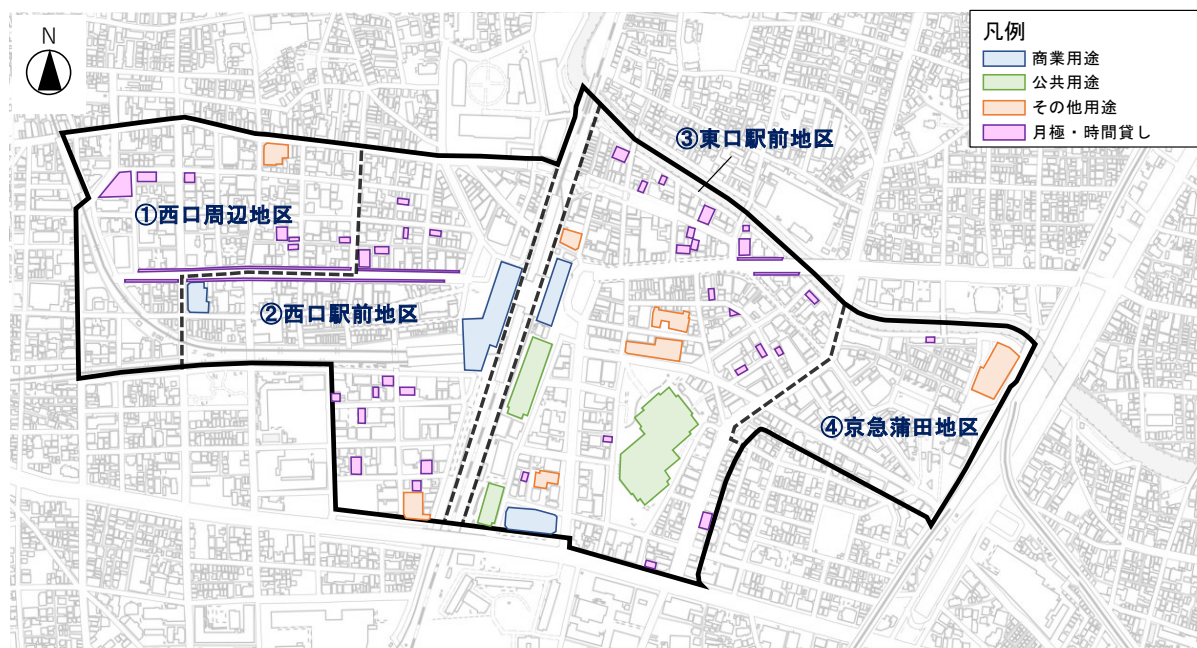 N
凡例
商業用途
公共用途
その他用途
月極・時間貸し
③東口駅前地区
①西口周辺地区
②西口駅前地区
④京急蒲田地区